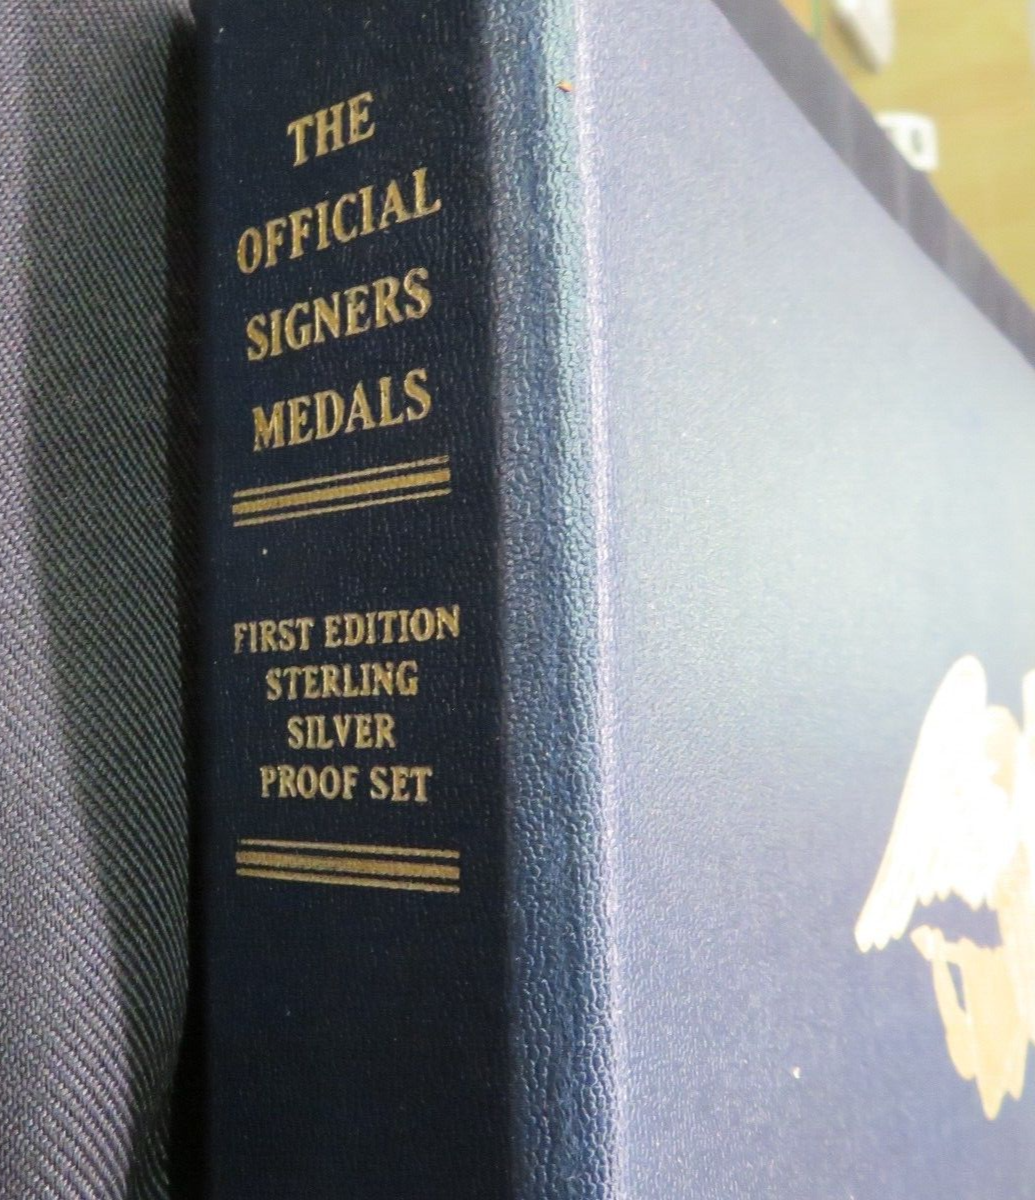 THE
OFFICIAL
SIGNERS
MEDALS
FIRST EDITION
STERLING
SILVER
PROOF SET